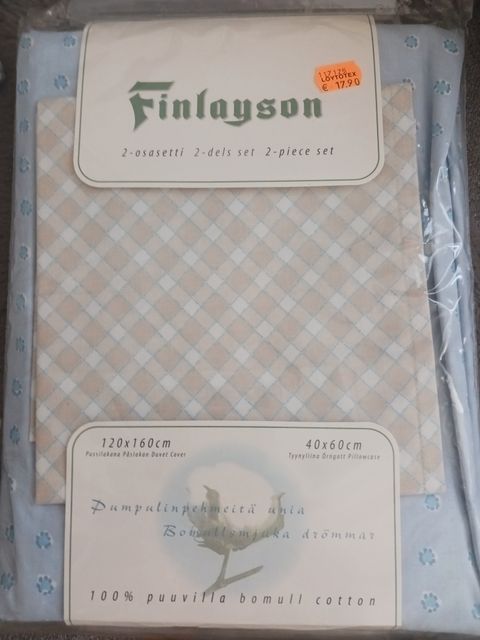 Finlayson
117175
LÖYTÖTEX
€ 17.90
2-osasetti 2-dels set 2-piece set
120x160cm
Pussilakana Påslakan Duvet Cover
40x60cm
Tyynyliina Örngott Pillowcase
Pumpulinpehmeitä unia
Bomullsmjuka drömmar
100% puuvilla bomull cotton